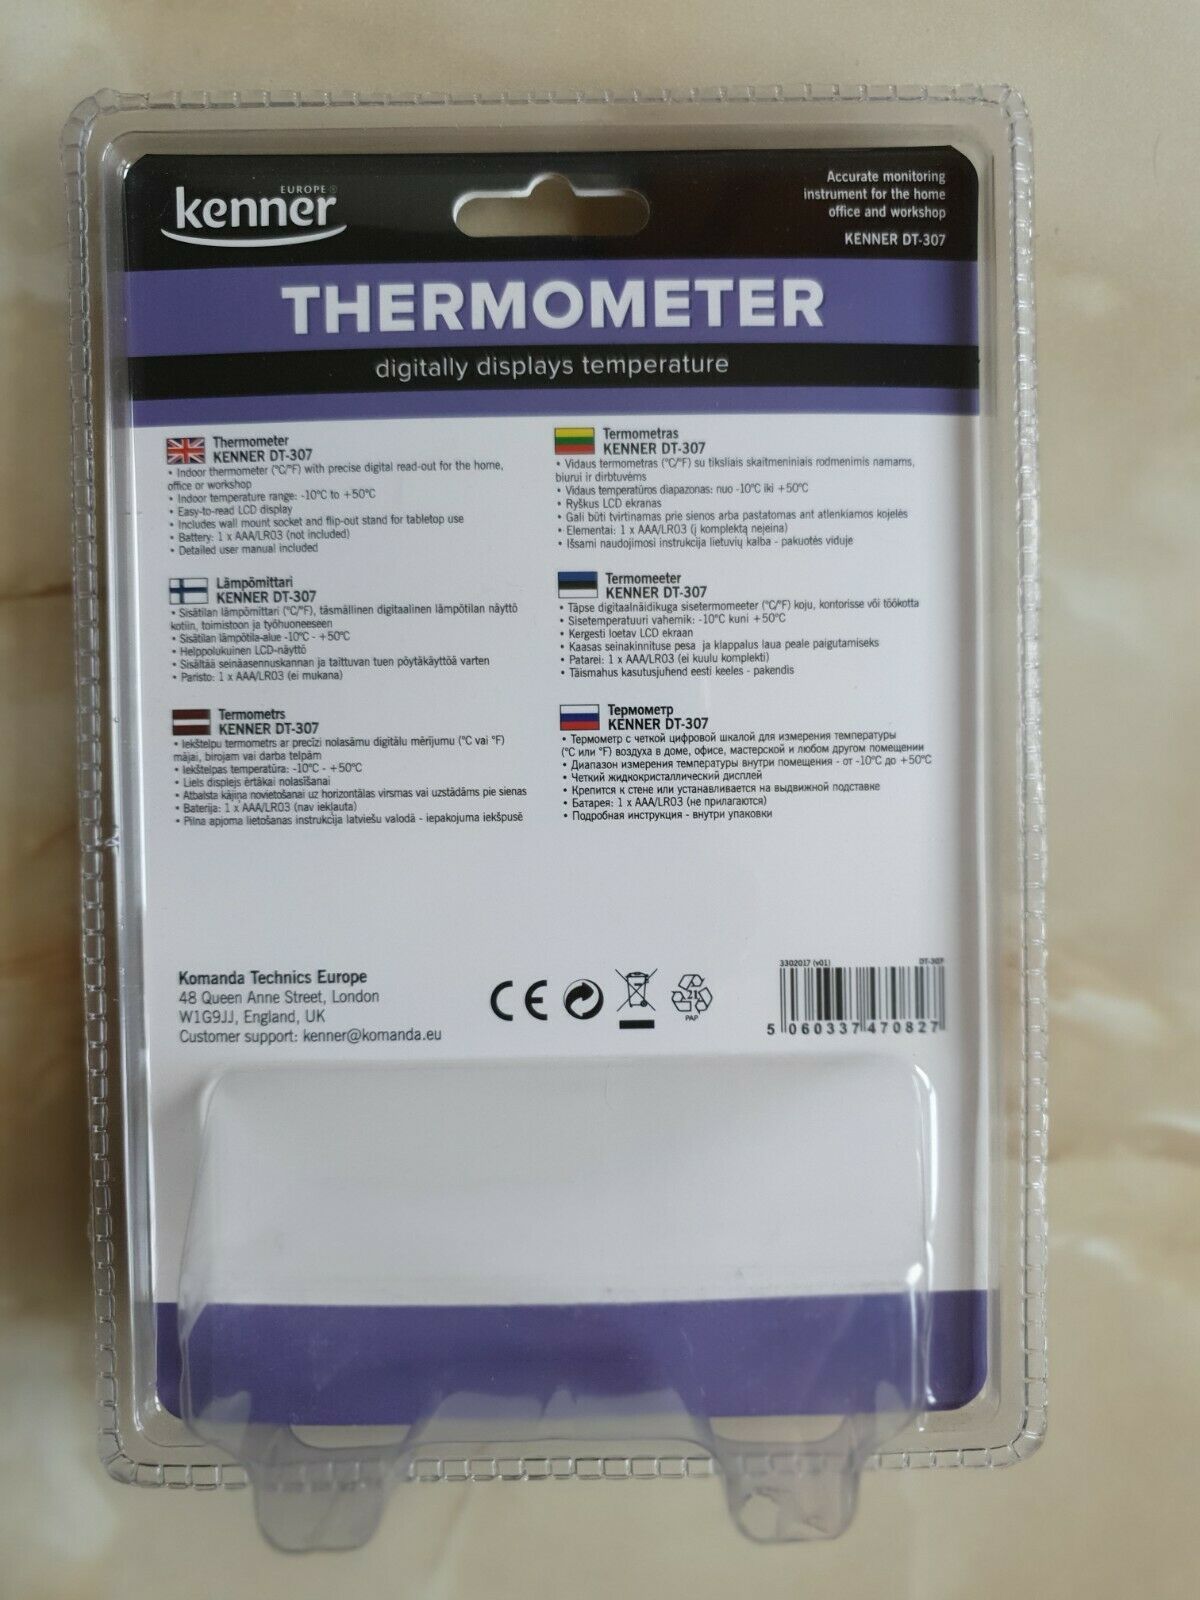 EUROPE ®
kenner
Accurate monitoring
instrument for the home
office and workshop
KENNER DT-307
THERMOMETER
digitally displays temperature
Thermometer
KENNER DT-307
• Indoor thermometer (°C/°F) with precise digital read-out for the home,
office or workshop
• Indoor temperature range: -10°C to +50°C
• Easy-to-read LCD display
• Includes wall mount socket and flip-out stand for tabletop use
• Battery: 1 x AAA/LR03 (not included)
• Detailed user manual included
Lämpömittari
KENNER DT-307
• Sisätilan lämpömittari (°C/°F), täsmällinen digitaalinen lämpötilan näyttö
kotiin, toimistoon ja työhuoneeseen
• Sisätilan lämpötila-alue -10°C - +50°C
• Helppolukuinen LCD-näyttö
• Sisältää seinäasennuskannan ja taittuvan tuen pöytäkäyttöä varten
• Paristo: 1 x AAA/LR03 (ei mukana)
Termometrs
KENNER DT-307
• Iekštelpu termometrs ar precīzi nolasāmu digitālu mērījumu (°C vai °F)
mājai, birojam vai darba telpām
• Iekštelpas temperatūra: -10°C - +50°C
• Liels displejs ērtākai nolasīšanai
• Atbalsta kājiņa novietošanai uz horizontālas virsmas vai uzstādāms pie sienas
• Baterija: 1 x AAA/LR03 (nav iekļauta)
• Pilna apjoma lietošanas instrukcija latviešu valodā - iepakojuma iekšpusē
Termometras
KENNER DT-307
• Vidaus termometras (°C/°F) su tiksliais skaitmeniniais rodmenimis namams,
biurui ir dirbtuvėms
• Vidaus temperatūros diapazonas: nuo -10°C iki +50°C
• Ryškus LCD ekranas
• Gali būti tvirtinamas prie sienos arba pastatomas ant atlenkiamos kojelės
• Elementai: 1 x AAA/LR03 (į komplektą neįeina)
• Išsami naudojimosi instrukcija lietuvių kalba - pakuotės viduje
Termomeeter
KENNER DT-307
• Täpse digitaalnäidikuga sisetermomeeter (°C/°F) koju, kontorisse või töökotta
• Sisetemperatuuri vahemik: -10°C kuni +50°C
• Kergesti loetav LCD ekraan
• Kaasas seinakinnituse pesa ja klappalus laua peale paigutamiseks
• Patarei: 1 x AAA/LR03 (ei kuulu komplekti)
• Täismahus kasutusjuhend eesti keeles - pakendis
Термометр
KENNER DT-307
• Термометр с четкой цифровой шкалой для измерения температуры
(°C или °F) воздуха в доме, офисе, мастерской и любом другом помещении
• Диапазон измерения температуры внутри помещения - от -10°C до +50°C
• Четкий жидкокристаллический дисплей
• Крепится к стене или устанавливается на выдвижной подставке
• Батарея: 1 x AAA/LR03 (не прилагаются)
• Подробная инструкция - внутри упаковки
Komanda Technics Europe
48 Queen Anne Street, London
W1G9JJ, England, UK
Customer support: kenner@komanda.eu
CE
21
PAP
3302017 (v01)
DT-307
5 060337 470827